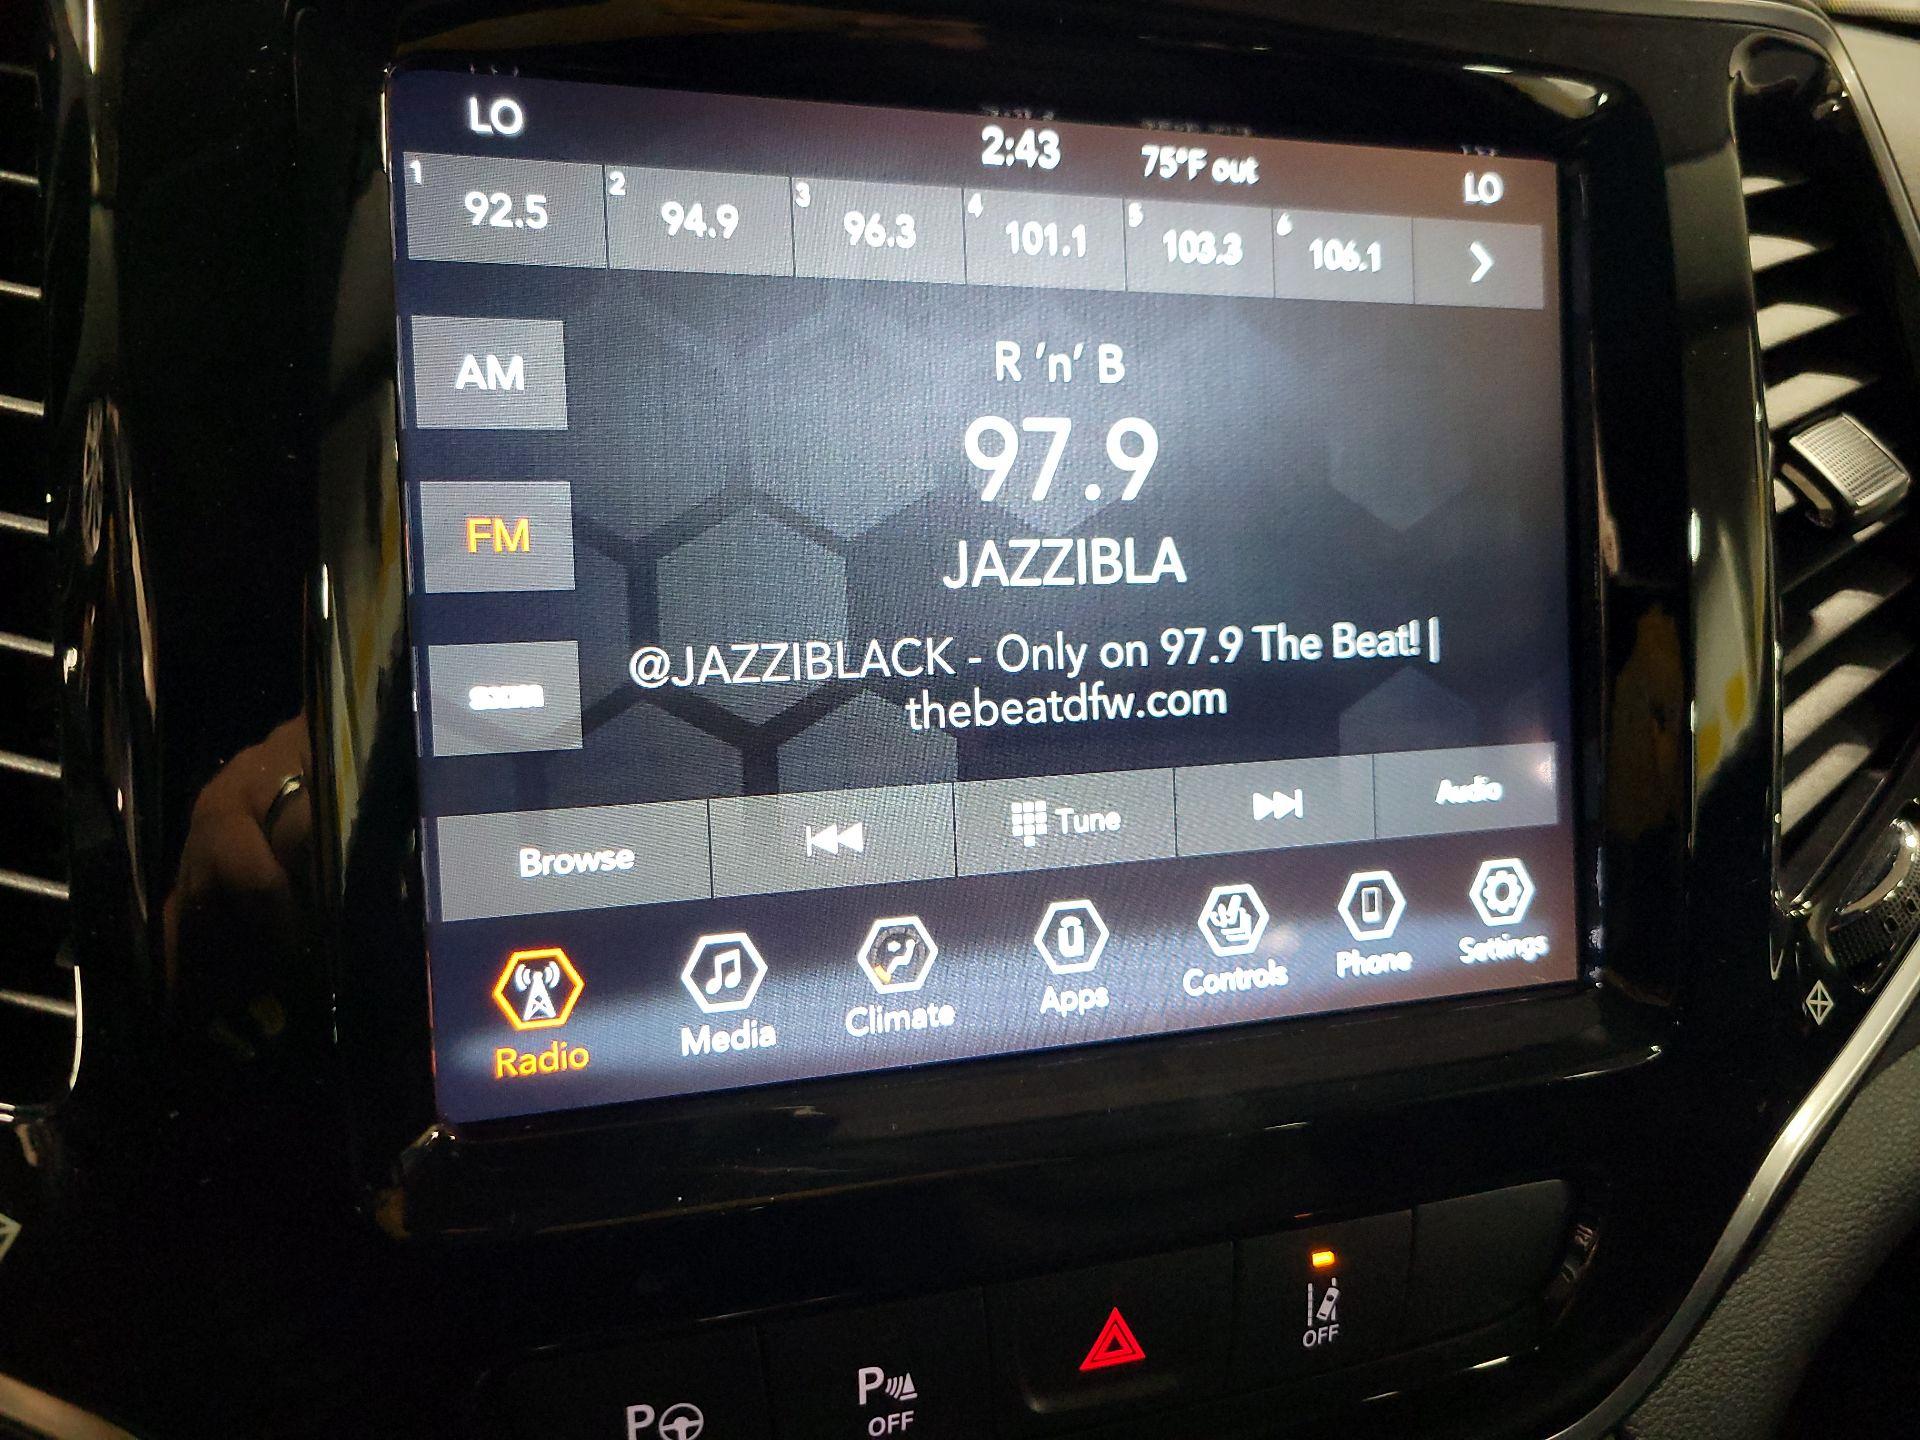 LO
2:43 75°F out
LO
1 92.5
2 94.9
3 96.3
4 101.1
5 103.3
6 106.1
AM
R 'n' B
97.9
FM
JAZZIBLA
@JAZZIBLACK - Only on 97.9 The Beat! |
thebeatdfw.com
Browse
Tune
Audio
Radio
Media
Climate
Apps
Controls
Phone
Settings
OFF
P
OFF
P